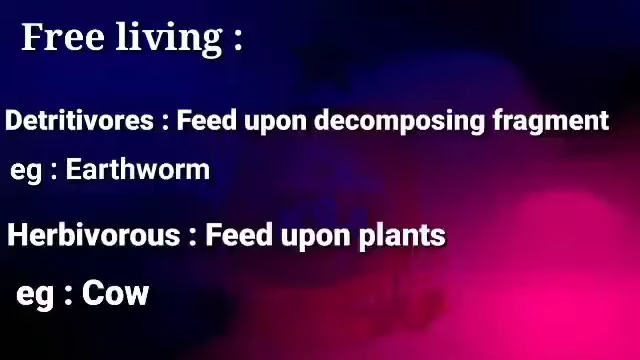 Free living :
Detritivores : Feed upon decomposing fragment
eg : Earthworm
Herbivorous : Feed upon plants
eg : Cow